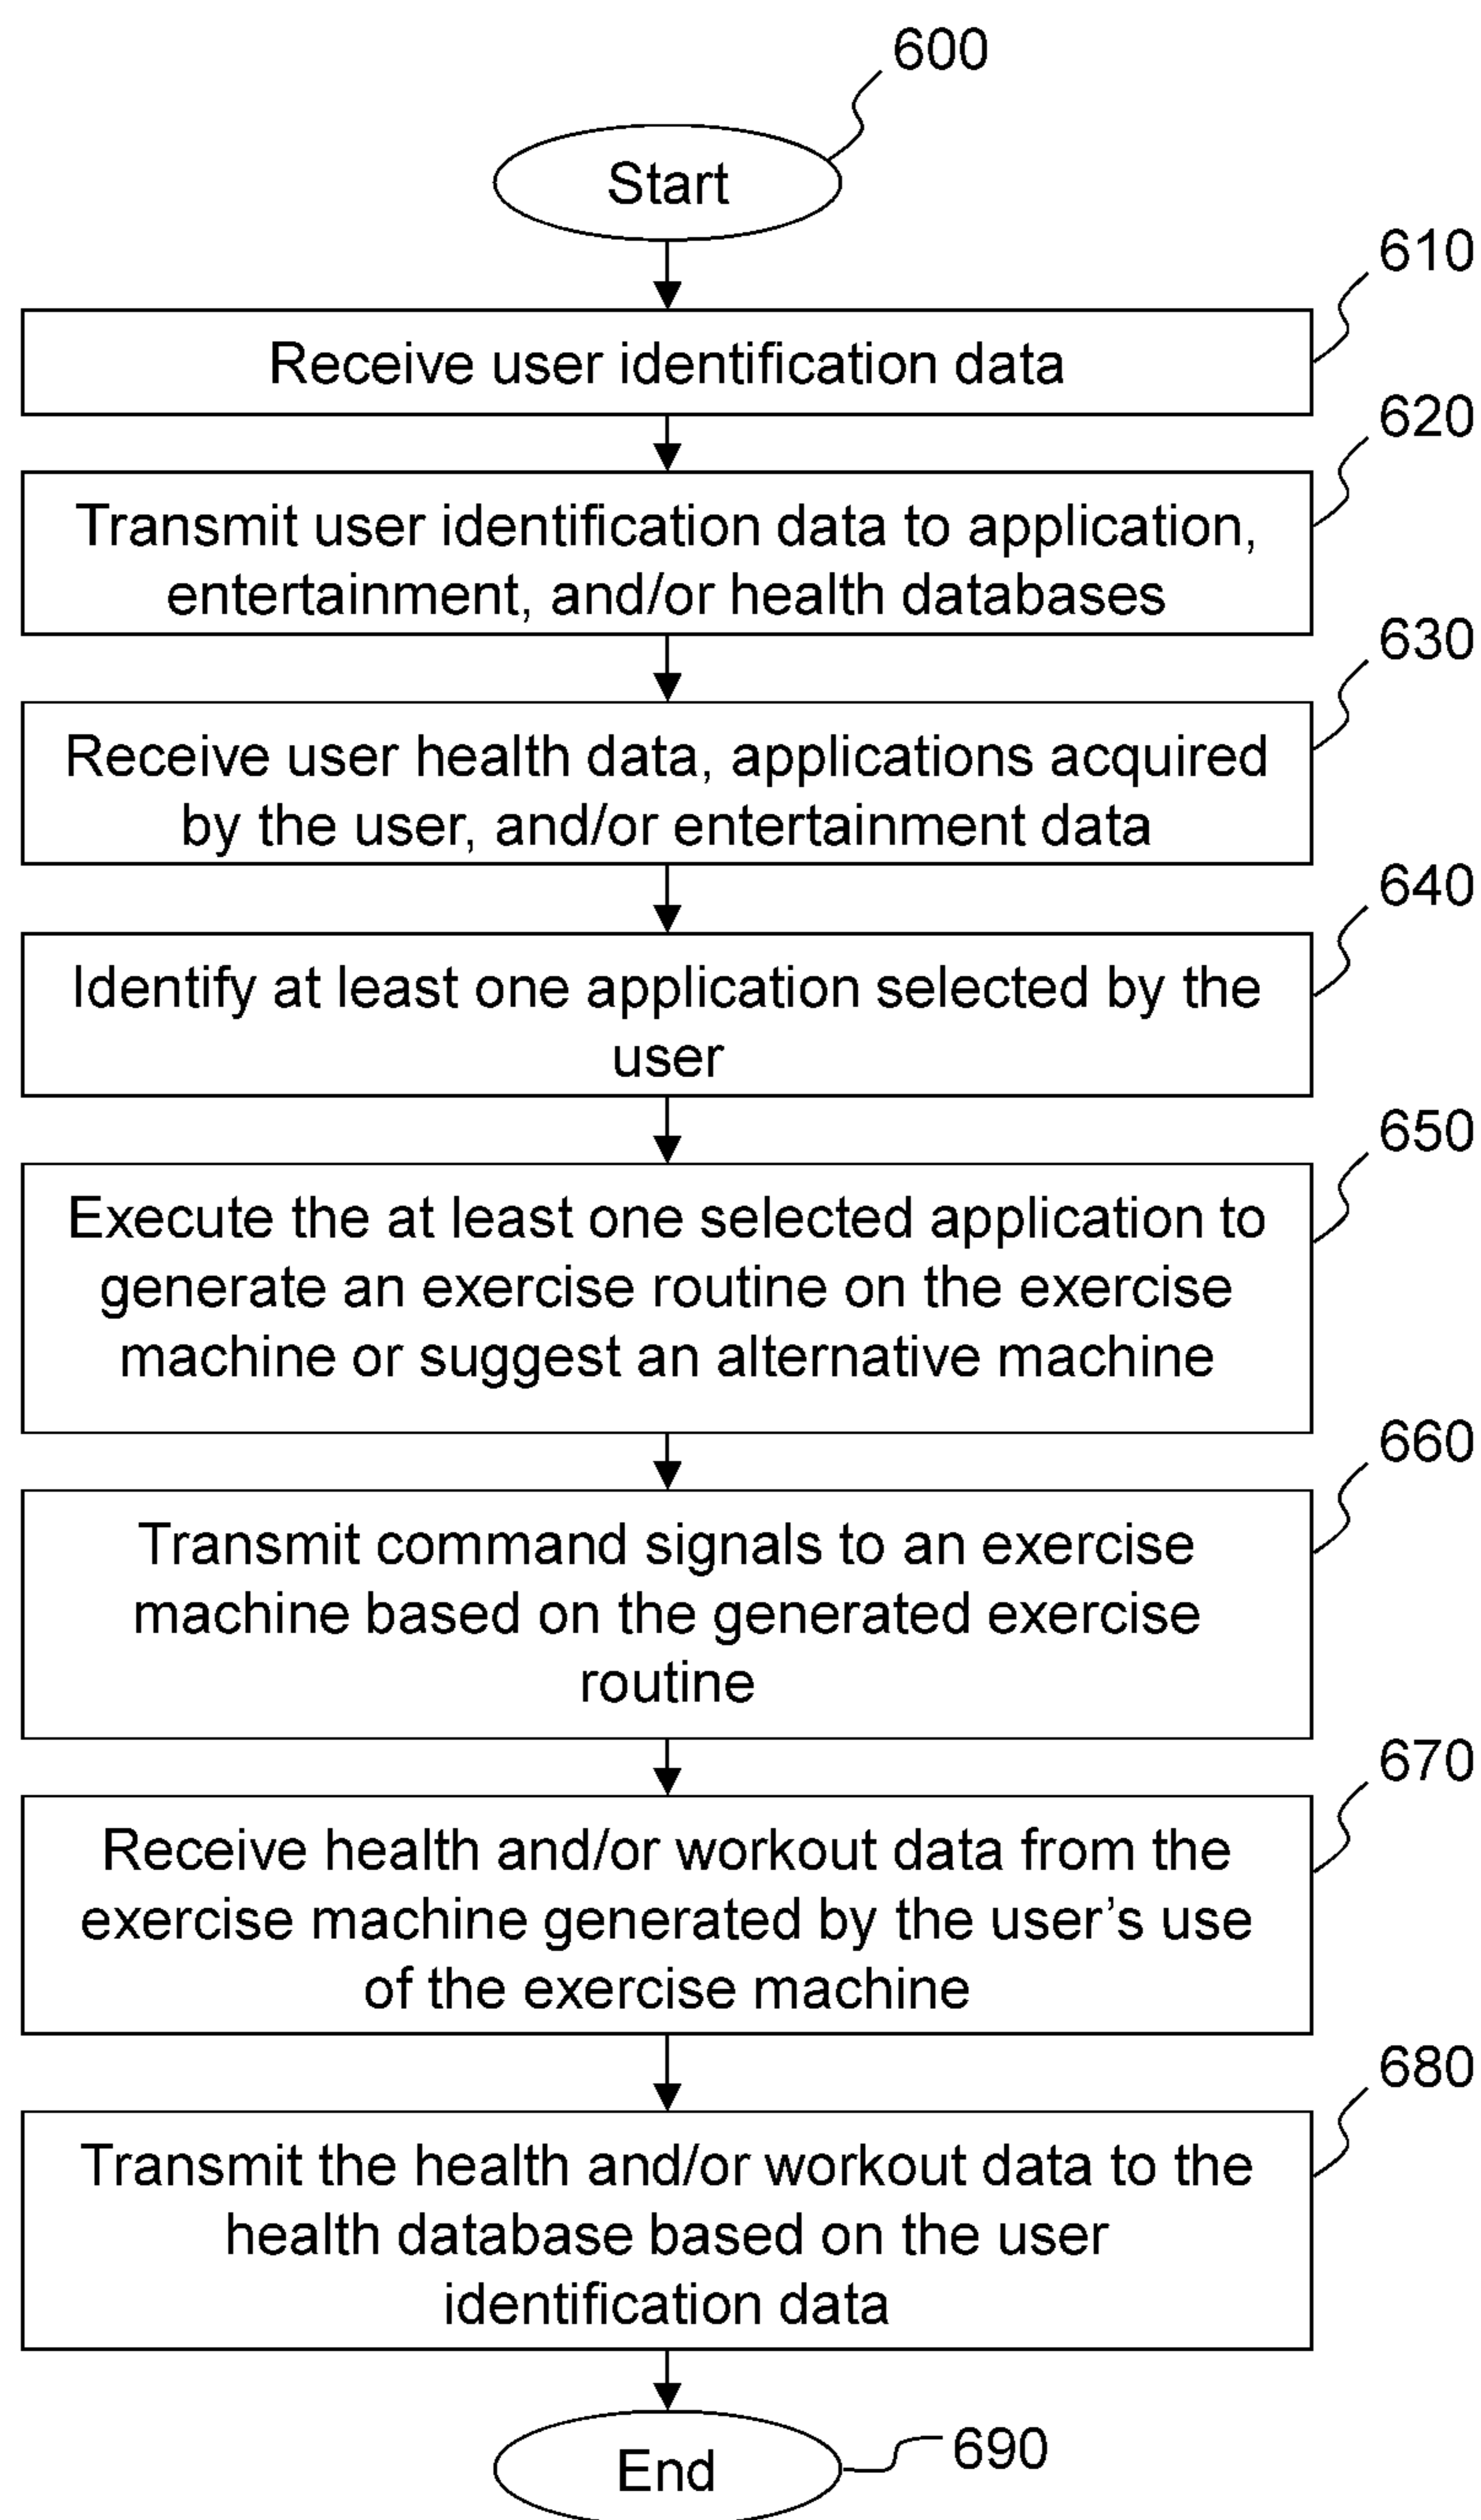 600
Start
610
Receive user identification data
620
Transmit user identification data to application,
entertainment, and/or health databases
630
Receive user health data, applications acquired
by the user, and/or entertainment data
640
Identify at least one application selected by the
user
650
Execute the at least one selected application to
generate an exercise routine on the exercise
machine or suggest an alternative machine
660
Transmit command signals to an exercise
machine based on the generated exercise
routine
670
Receive health and/or workout data from the
exercise machine generated by the user’s use
of the exercise machine
680
Transmit the health and/or workout data to the
health database based on the user
identification data
End
690